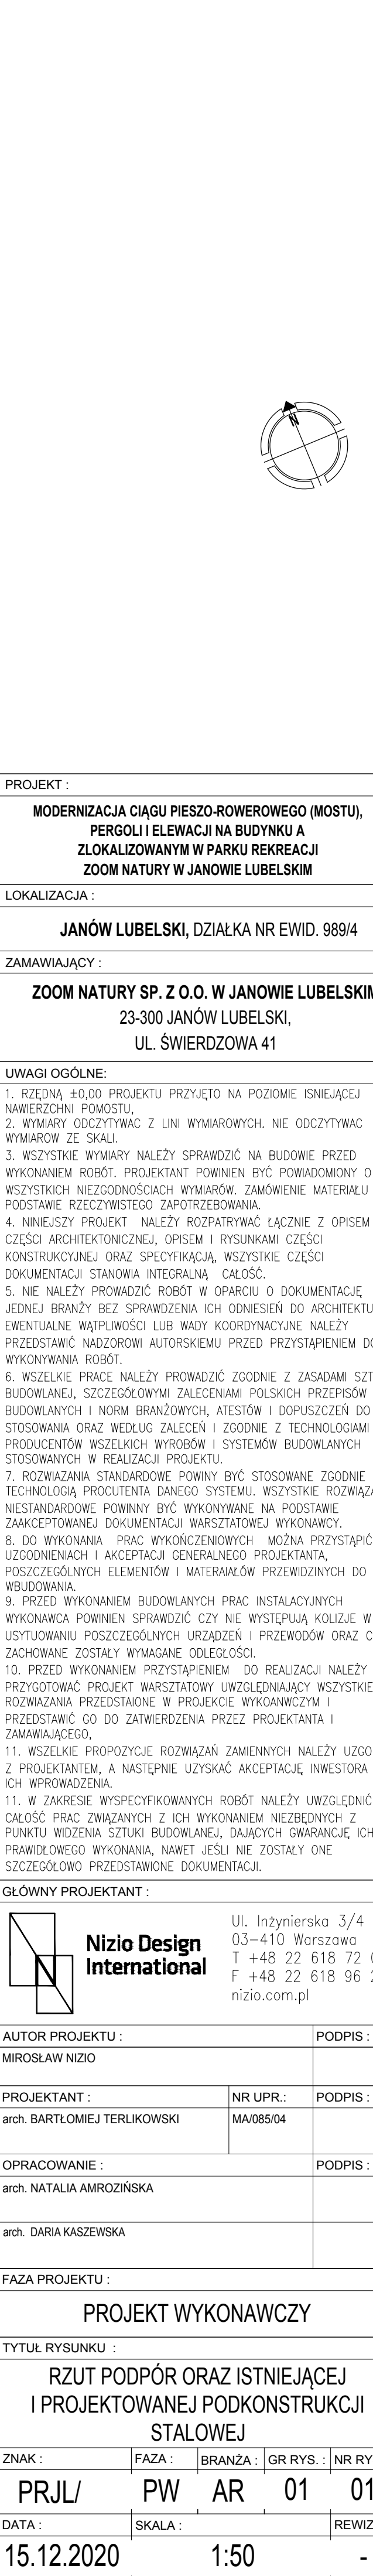 N
PROJEKT :
MODERNIZACJA CIĄGU PIESZO-ROWEROWEGO (MOSTU),
PERGOLI I ELEWACJI NA BUDYNKU A
ZLOKALIZOWANYM W PARKU REKREACJI
ZOOM NATURY W JANOWIE LUBELSKIM
LOKALIZACJA :
JANÓW LUBELSKI, DZIAŁKA NR EWID. 989/4
ZAMAWIAJĄCY :
ZOOM NATURY SP. Z O.O. W JANOWIE LUBELSKIM
23-300 JANÓW LUBELSKI,
UL. ŚWIERDZOWA 41
UWAGI OGÓLNE:
1. RZĘDNĄ ±0,00 PROJEKTU PRZYJĘTO NA POZIOMIE ISNIEJĄCEJ
NAWIERZCHNI POMOSTU,
2. WYMIARY ODCZYTYWAC Z LINI WYMIAROWYCH. NIE ODCZYTYWAC
WYMIAROW ZE SKALI.
3. WSZYSTKIE WYMIARY NALEŻY SPRAWDZIĆ NA BUDOWIE PRZED
WYKONANIEM ROBÓT. PROJEKTANT POWINIEN BYĆ POWIADOMIONY O
WSZYSTKICH NIEZGODNOŚCIACH WYMIARÓW. ZAMÓWIENIE MATERIAŁU
PODSTAWIE RZECZYWISTEGO ZAPOTRZEBOWANIA.
4. NINIEJSZY PROJEKT NALEŻY ROZPATRYWAĆ ŁĄCZNIE Z OPISEM
CZĘŚCI ARCHITEKTONICZNEJ, OPISEM I RYSUNKAMI CZĘŚCI
KONSTRUKCYJNEJ ORAZ SPECYFIKĄCJĄ, WSZYSTKIE CZĘŚCI
DOKUMENTACJI STANOWIA INTEGRALNĄ CAŁOŚĆ.
5. NIE NALEŻY PROWADZIĆ ROBÓT W OPARCIU O DOKUMENTACJĘ
JEDNEJ BRANŻY BEZ SPRAWDZENIA ICH ODNIESIEŃ DO ARCHITEKTU
EWENTUALNE WĄTPLIWOŚCI LUB WADY KOORDYNACYJNE NALEŻY
PRZEDSTAWIĆ NADZOROWI AUTORSKIEMU PRZED PRZYSTĄPIENIEM DO
WYKONYWANIA ROBÓT.
6. WSZELKIE PRACE NALEŻY PROWADZIĆ ZGODNIE Z ZASADAMI SZT
BUDOWLANEJ, SZCZEGÓŁOWYMI ZALECENIAMI POLSKICH PRZEPISÓW
BUDOWLANYCH I NORM BRANŻOWYCH, ATESTÓW I DOPUSZCZEŃ DO
STOSOWANIA ORAZ WEDŁUG ZALECEŃ I ZGODNIE Z TECHNOLOGIAMI
PRODUCENTÓW WSZELKICH WYROBÓW I SYSTEMÓW BUDOWLANYCH
STOSOWANYCH W REALIZACJI PROJEKTU.
7. ROZWIAZANIA STANDARDOWE POWINY BYĆ STOSOWANE ZGODNIE
TECHNOLOGIĄ PROCUTENTA DANEGO SYSTEMU. WSZYSTKIE ROZWIĄZA
NIESTANDARDOWE POWINNY BYĆ WYKONYWANE NA PODSTAWIE
ZAAKCEPTOWANEJ DOKUMENTACJI WARSZTATOWEJ WYKONAWCY.
8. DO WYKONANIA PRAC WYKOŃCZENIOWYCH MOŻNA PRZYSTĄPIĆ
UZGODNIENIACH I AKCEPTACJI GENERALNEGO PROJEKTANTA,
POSZCZEGÓLNYCH ELEMENTÓW I MATERAIAŁÓW PRZEWIDZINYCH DO
WBUDOWANIA.
9. PRZED WYKONANIEM BUDOWLANYCH PRAC INSTALACYJNYCH
WYKONAWCA POWINIEN SPRAWDZIĆ CZY NIE WYSTĘPUJĄ KOLIZJE W
USYTUOWANIU POSZCZEGÓLNYCH URZĄDZEŃ I PRZEWODÓW ORAZ C
ZACHOWANE ZOSTAŁY WYMAGANE ODLEGŁOŚCI.
10. PRZED WYKONANIEM PRZYSTĄPIENIEM DO REALIZACJI NALEŻY
PRZYGOTOWAĆ PROJEKT WARSZTATOWY UWZGLĘDNIAJĄCY WSZYSTKIE
ROZWIAZANIA PRZEDSTAIONE W PROJEKCIE WYKOANWCZYM I
PRZEDSTAWIĆ GO DO ZATWIERDZENIA PRZEZ PROJEKTANTA I
ZAMAWIAJĄCEGO,
11. WSZELKIE PROPOZYCJE ROZWIĄZAŃ ZAMIENNYCH NALEŻY UZGO
Z PROJEKTANTEM, A NASTĘPNIE UZYSKAĆ AKCEPTACJĘ INWESTORA
ICH WPROWADZENIA.
11. W ZAKRESIE WYSPECYFIKOWANYCH ROBÓT NALEŻY UWZGLĘDNIĆ
CAŁOŚĆ PRAC ZWIĄZANYCH Z ICH WYKONANIEM NIEZBĘDNYCH Z
PUNKTU WIDZENIA SZTUKI BUDOWLANEJ, DAJĄCYCH GWARANCJĘ ICH
PRAWIDŁOWEGO WYKONANIA, NAWET JEŚLI NIE ZOSTAŁY ONE
SZCZEGÓŁOWO PRZEDSTAWIONE DOKUMENTACJI.
GŁÓWNY PROJEKTANT :
Nizio Design
International
Ul. Inżynierska 3/4
03-410 Warszawa
T +48 22 618 72
F +48 22 618 96
nizio.com.pl
AUTOR PROJEKTU : PODPIS :
MIROSŁAW NIZIO
PROJEKTANT : NR UPR.: PODPIS :
arch. BARTŁOMIEJ TERLIKOWSKI MA/085/04
OPRACOWANIE : PODPIS :
arch. NATALIA AMROZIŃSKA
arch. DARIA KASZEWSKA
FAZA PROJEKTU :
PROJEKT WYKONAWCZY
TYTUŁ RYSUNKU :
RZUT PODPÓR ORAZ ISTNIEJĄCEJ
I PROJEKTOWANEJ PODKONSTRUKCJI
STALOWEJ
ZNAK : FAZA : BRANŻA : GR RYS. : NR RY
PRJL/ PW AR 01 01
DATA : SKALA : REWIZ
15.12.2020 1:50 -